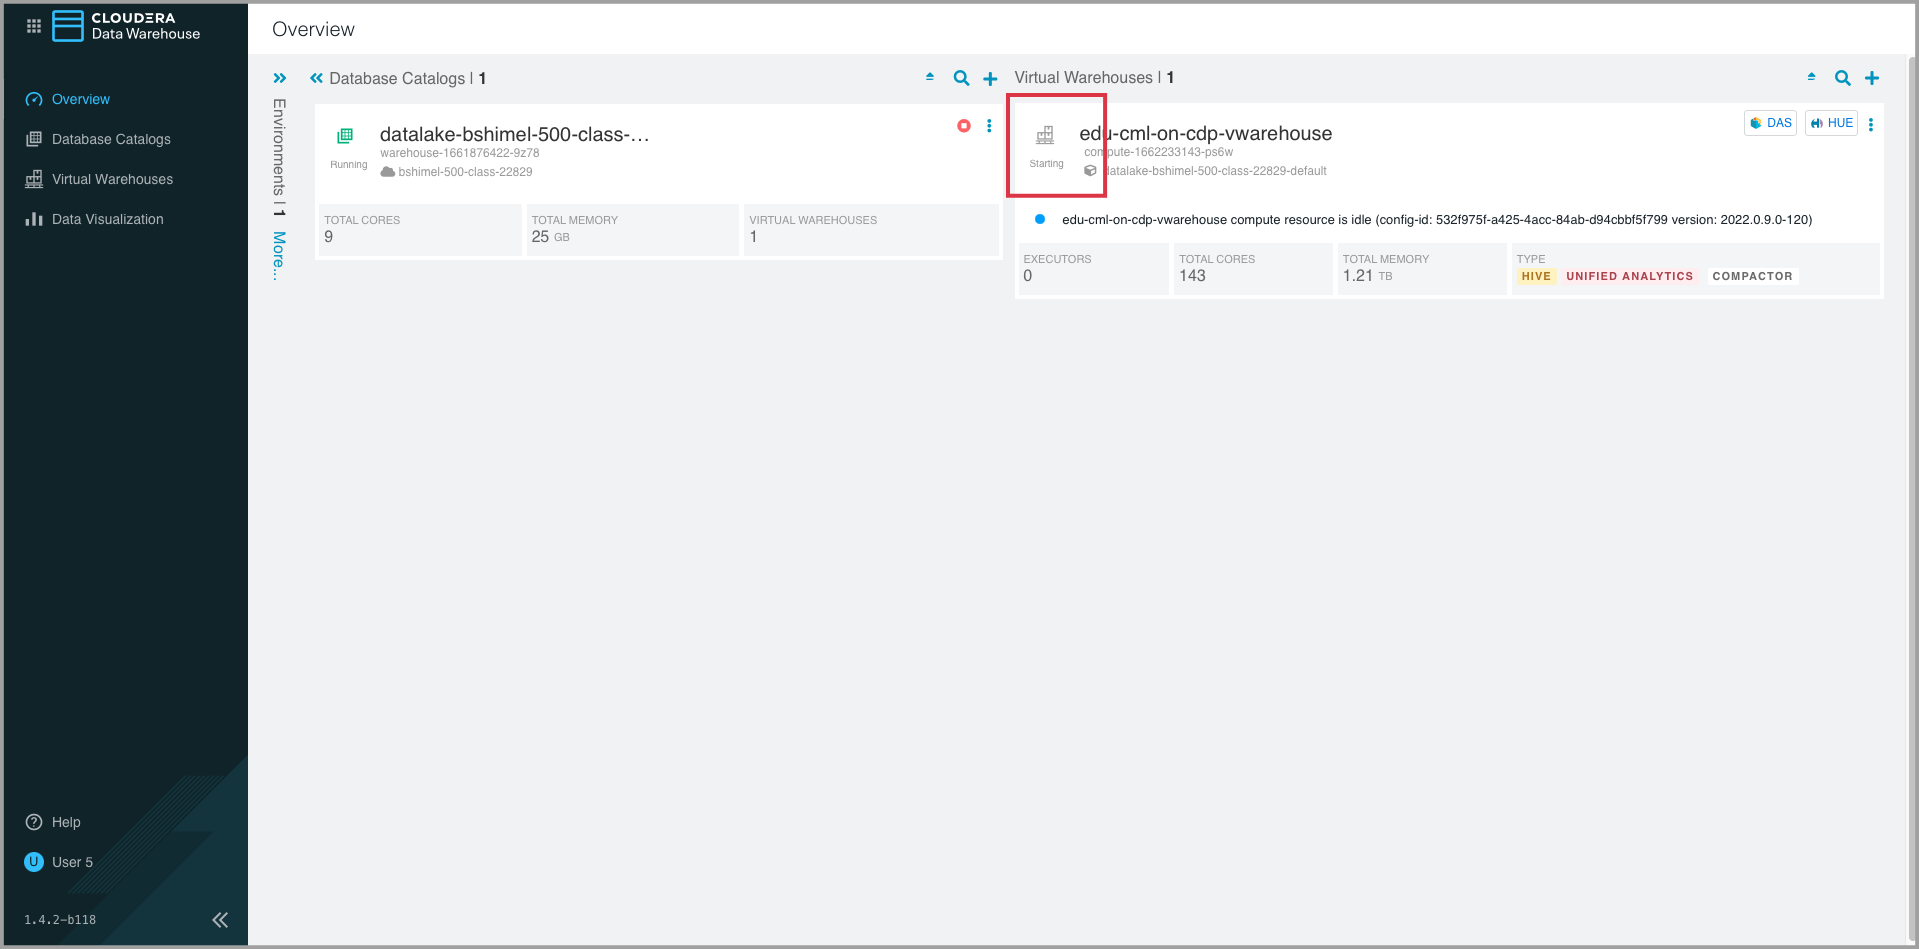 CLOUDERA
Data Warehouse
Overview
Database Catalogs
Virtual Warehouses
Data Visualization
Help
U User 5
1.4.2-b118
Overview
Environments | 1 More...
Database Catalogs | 1
datalake-bshimel-500-class-...
warehouse-1661876422-9z78
Running
bshimel-500-class-22829
TOTAL CORES
9
TOTAL MEMORY
25 GB
VIRTUAL WAREHOUSES
1
Virtual Warehouses | 1
edu-cml-on-cdp-vwarehouse
DAS
HUE
compute-1662233143-ps6w
Starting
datalake-bshimel-500-class-22829-default
edu-cml-on-cdp-vwarehouse compute resource is idle (config-id: 532f975f-a425-4acc-84ab-d94cbbf5f799 version: 2022.0.9.0-120)
EXECUTORS
0
TOTAL CORES
143
TOTAL MEMORY
1.21 TB
TYPE
HIVE UNIFIED ANALYTICS COMPACTOR